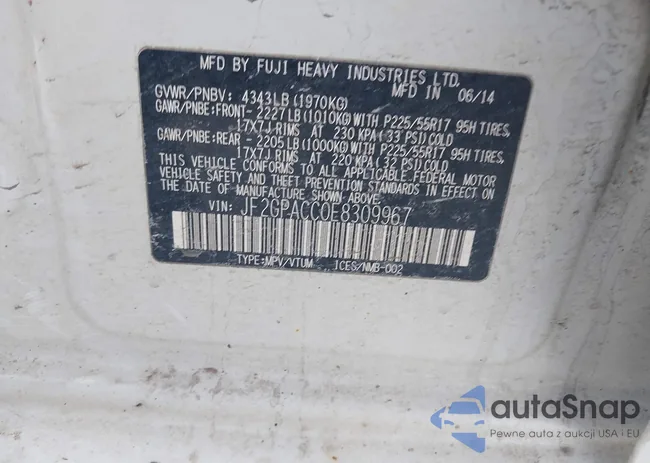 MFD BY FUJI HEAVY INDUSTRIES LTD.
MFD IN 06/14
GVWR/PNBV: 4343LB(1970KG)
GAWR/PNBE:FRONT- 2227LB(1010KG)WITH P225/55R17 95H TIRES,
17X7J RIMS AT 230 KPA(33 PSI)COLD
GAWR/PNBE:REAR - 2205LB(1000KG)WITH P225/55R17 95H TIRES,
17X7J RIMS AT 220 KPA(32 PSI)COLD
THIS VEHICLE CONFORMS TO ALL APPLICABLE FEDERAL MOTOR
VEHICLE SAFETY AND THEFT PREVENTION STANDARDS IN EFFECT ON
THE DATE OF MANUFACTURE SHOWN ABOVE.
VIN: JF2GPACC0E8309967
TYPE:MPV/VTUM ICES/NMB-002
autaSnap
Pewne auta z aukcji USA i EU